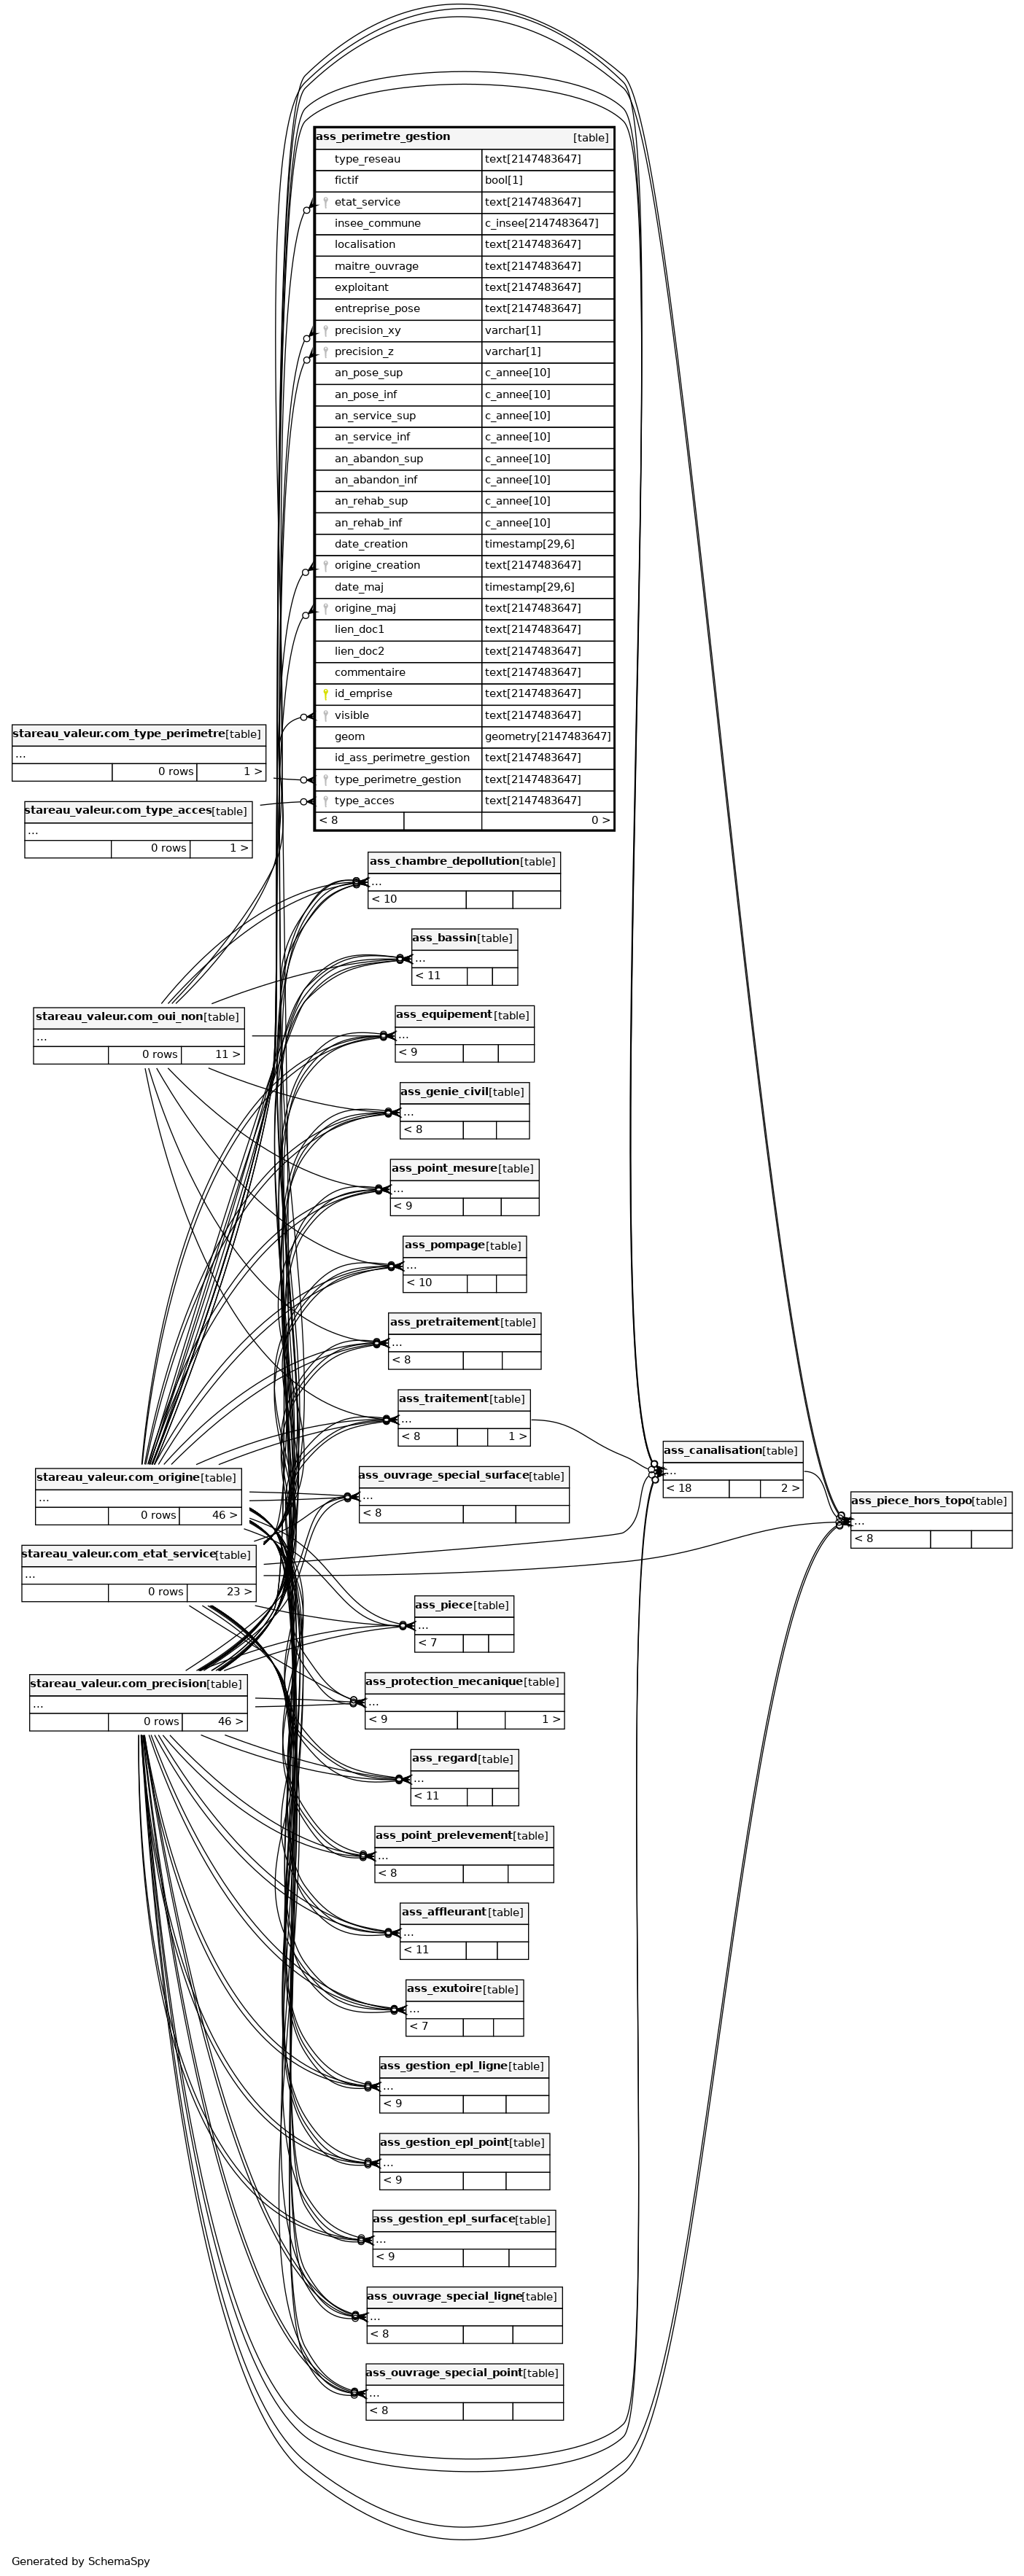 ass_perimetre_gestion [table]
type_reseau text[2147483647]
fictif bool[1]
etat_service text[2147483647]
insee_commune c_insee[2147483647]
localisation text[2147483647]
maitre_ouvrage text[2147483647]
exploitant text[2147483647]
entreprise_pose text[2147483647]
precision_xy varchar[1]
precision_z varchar[1]
an_pose_sup c_annee[10]
an_pose_inf c_annee[10]
an_service_sup c_annee[10]
an_service_inf c_annee[10]
an_abandon_sup c_annee[10]
an_abandon_inf c_annee[10]
an_rehab_sup c_annee[10]
an_rehab_inf c_annee[10]
date_creation timestamp[29,6]
origine_creation text[2147483647]
date_maj timestamp[29,6]
origine_maj text[2147483647]
lien_doc1 text[2147483647]
lien_doc2 text[2147483647]
commentaire text[2147483647]
id_emprise text[2147483647]
visible text[2147483647]
geom geometry[2147483647]
id_ass_perimetre_gestion text[2147483647]
type_perimetre_gestion text[2147483647]
type_acces text[2147483647]
< 8 0 >
stareau_valeur.com_type_perimetre [table]
...
0 rows 1 >
stareau_valeur.com_type_acces [table]
...
0 rows 1 >
ass_chambre_depollution [table]
...
< 10
ass_bassin [table]
...
< 11
stareau_valeur.com_oui_non [table]
...
0 rows 11 >
ass_equipement [table]
...
< 9
ass_genie_civil [table]
...
< 8
ass_point_mesure [table]
...
< 9
ass_pompage [table]
...
< 10
ass_pretraitement [table]
...
< 8
ass_traitement [table]
...
< 8 1 >
ass_canalisation [table]
...
< 18 2 >
stareau_valeur.com_origine [table]
...
0 rows 46 >
ass_ouvrage_special_surface [table]
...
< 8
ass_piece_hors_topo [table]
...
< 8
stareau_valeur.com_etat_service [table]
...
0 rows 23 >
ass_piece [table]
...
< 7
stareau_valeur.com_precision [table]
...
0 rows 46 >
ass_protection_mecanique [table]
...
< 9 1 >
ass_regard [table]
...
< 11
ass_point_prelevement [table]
...
< 8
ass_affleurant [table]
...
< 11
ass_exutoire [table]
...
< 7
ass_gestion_epl_ligne [table]
...
< 9
ass_gestion_epl_point [table]
...
< 9
ass_gestion_epl_surface [table]
...
< 9
ass_ouvrage_special_ligne [table]
...
< 8
ass_ouvrage_special_point [table]
...
< 8
Generated by SchemaSpy